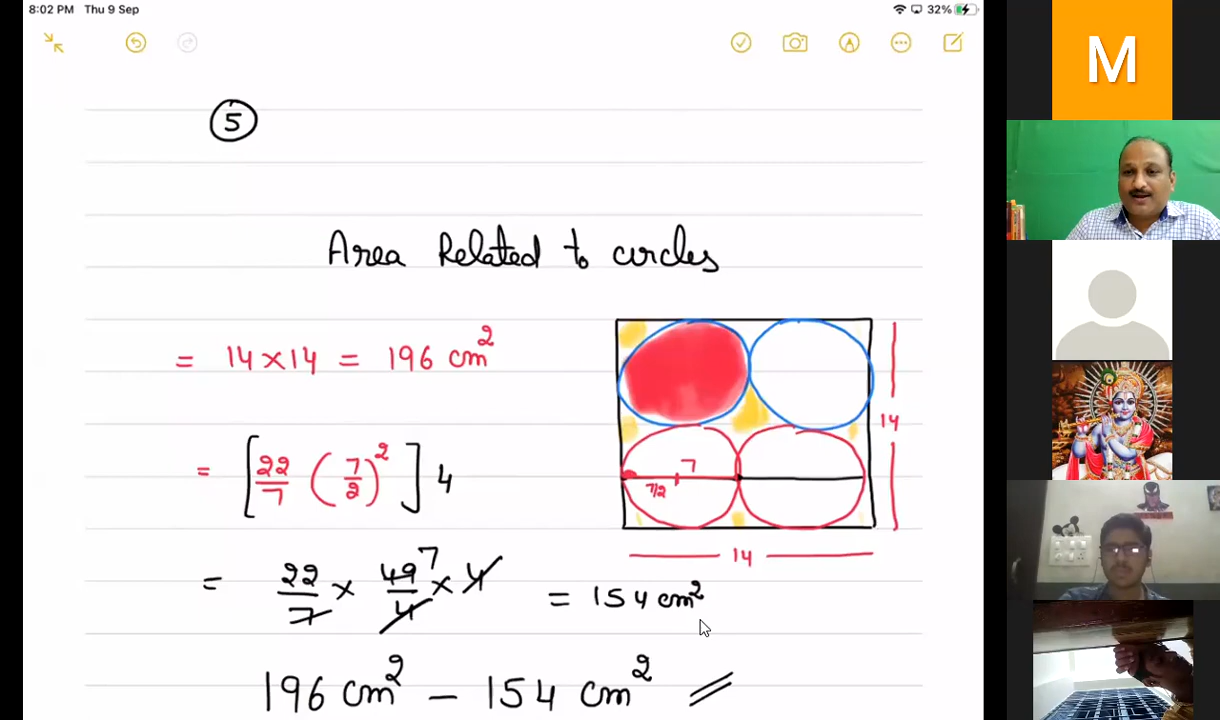 8:02 PM Thu 9 Sep
32%
M
5
Area Related to circles
= 14 × 14 = 196 cm²
14
= [22/7 (7/2)²] 4
7
7/2
14
= 22/7 × 49/4 × 4 7 = 154 cm²
196 cm² – 154 cm²